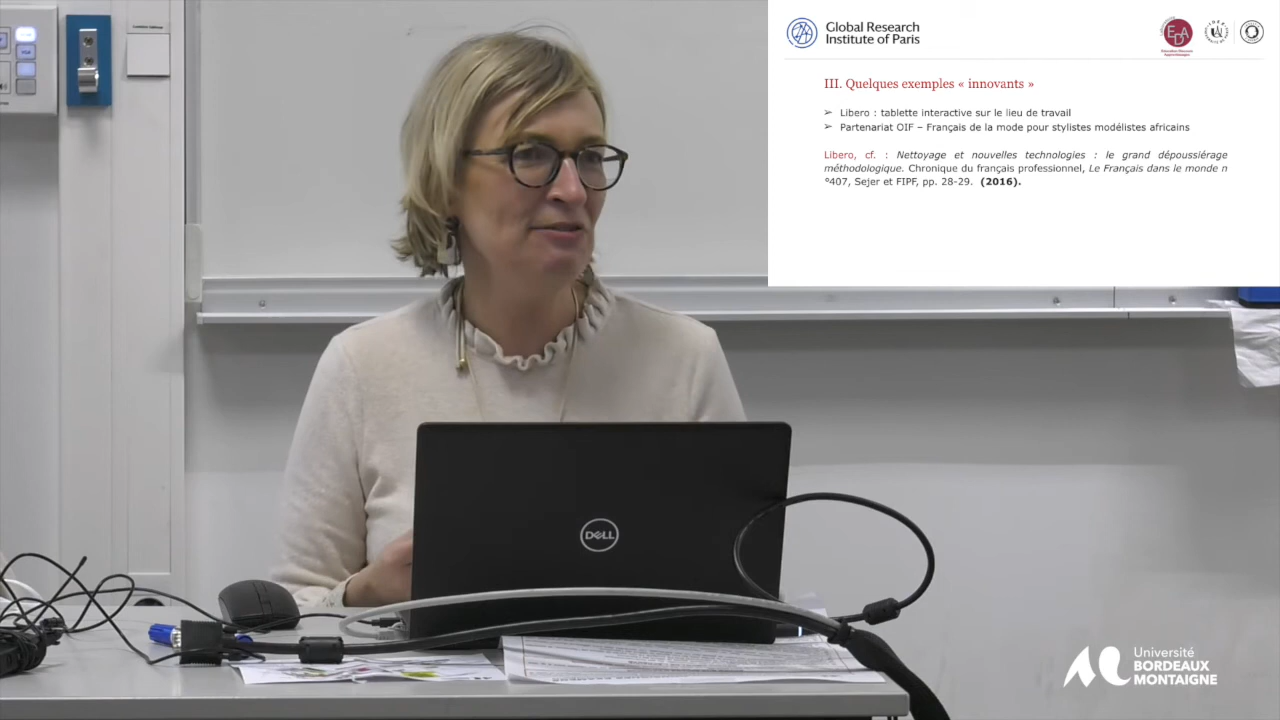 Global Research
Institute of Paris
EDA
III. Quelques exemples « innovants »
➢ Libero : tablette interactive sur le lieu de travail
➢ Partenariat OIF – Français de la mode pour stylistes modélistes africains
Libero, cf. : Nettoyage et nouvelles technologies : le grand dépoussiérage
méthodologique. Chronique du français professionnel, Le Français dans le monde n
°407, Sejer et FIPF, pp. 28-29. (2016).
DELL
Université
BORDEAUX
MONTAIGNE